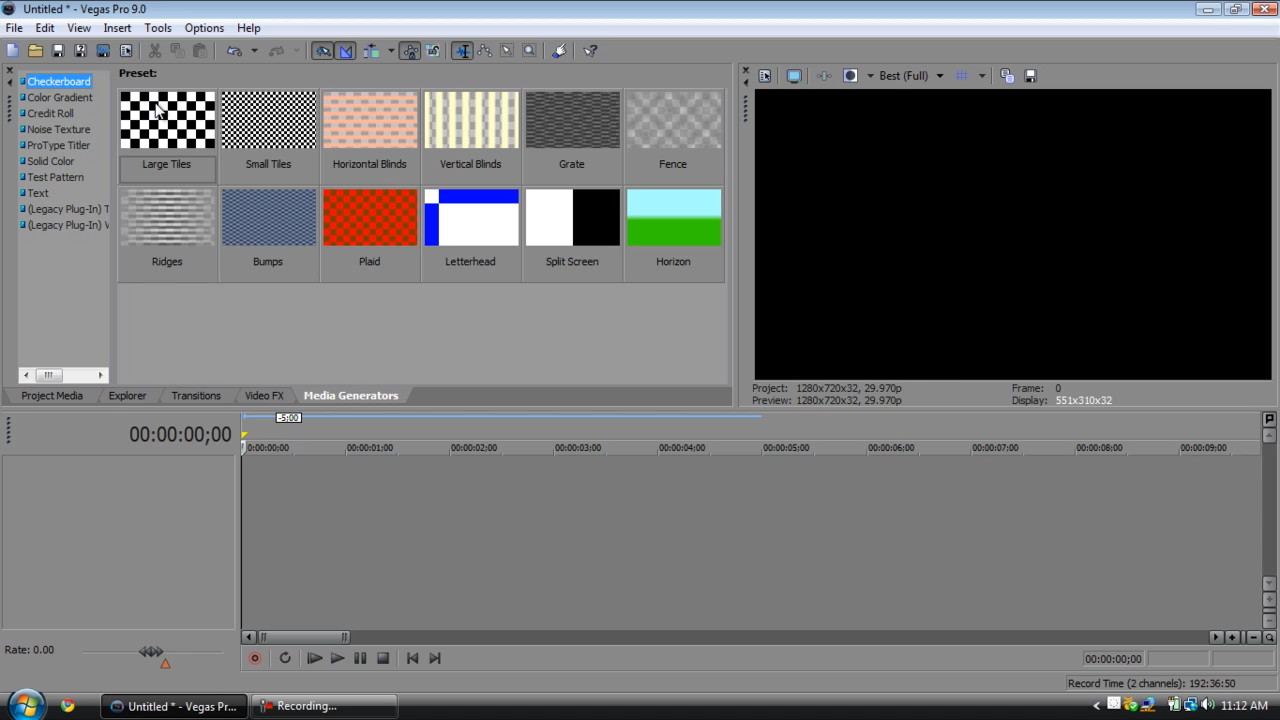 Untitled * - Vegas Pro 9.0
File Edit View Insert Tools Options Help
Preset:
Checkerboard
Color Gradient
Credit Roll
Noise Texture
ProType Titler
Solid Color
Test Pattern
Text
(Legacy Plug-In) T
(Legacy Plug-In) V
Large Tiles Small Tiles Horizontal Blinds Vertical Blinds Grate Fence
Ridges Bumps Plaid Letterhead Split Screen Horizon
Best (Full)
Project: 1280x720x32, 29.970p Frame: 0
Preview: 1280x720x32, 29.970p Display: 551x310x32
Project Media Explorer Transitions Video FX Media Generators
-5:00
00:00:00;00
0:00:00;00 00:00:01;00 00:00:02;00 00:00:03;00 00:00:04;00 00:00:05;00 00:00:06;00 00:00:07;00 00:00:08;00 00:00:09;00
Rate: 0.00
00:00:00;00
Record Time (2 channels): 192:36:50
Untitled * - Vegas Pr... Recording... 11:12 AM